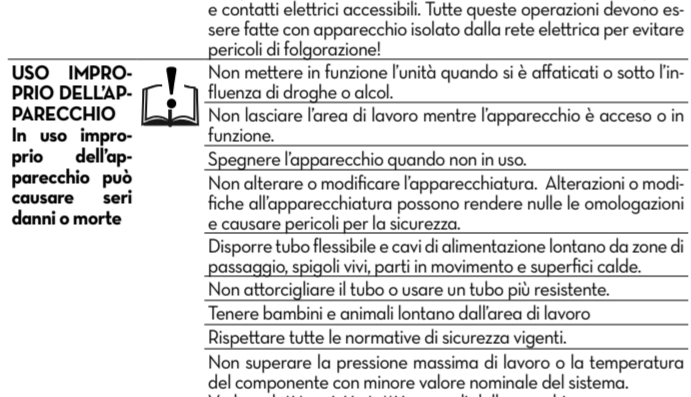 e contatti elettrici accessibili. Tutte queste operazioni devono es-
sere fatte con apparecchio isolato dalla rete elettrica per evitare
pericoli di folgorazione!
USO IMPRO-
PRIO DELL'AP-
PARECCHIO
In uso impro-
prio dell'ap-
parecchio può
causare seri
danni o morte
Non mettere in funzione l'unità quando si è affaticati o sotto l'in-
fluenza di droghe o alcol.
Non lasciare l'area di lavoro mentre l'apparecchio è acceso o in
funzione.
Spegnere l'apparecchio quando non in uso.
Non alterare o modificare l'apparecchiatura. Alterazioni o modi-
fiche all'apparecchiatura possono rendere nulle le omologazioni
e causare pericoli per la sicurezza.
Disporre tubo flessibile e cavi di alimentazione lontano da zone di
passaggio, spigoli vivi, parti in movimento e superfici calde.
Non attorcigliare il tubo o usare un tubo più resistente.
Tenere bambini e animali lontano dall'area di lavoro
Rispettare tutte le normative di sicurezza vigenti.
Non superare la pressione massima di lavoro o la temperatura
del componente con minore valore nominale del sistema.